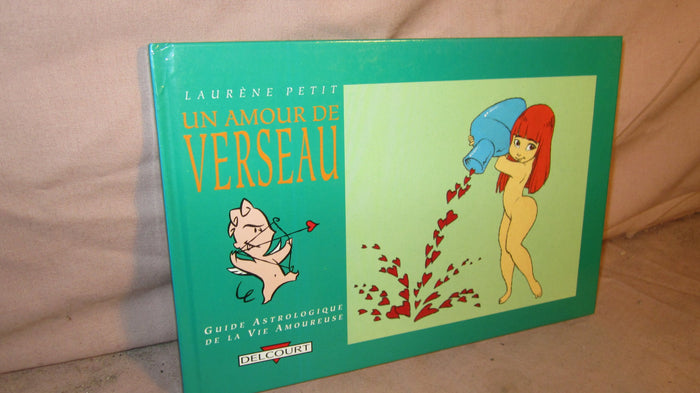 LAURÈNE PETIT
UN AMOUR DE
VERSEAU
GUIDE ASTROLOGIQUE
DE LA VIE AMOUREUSE
DELCOURT